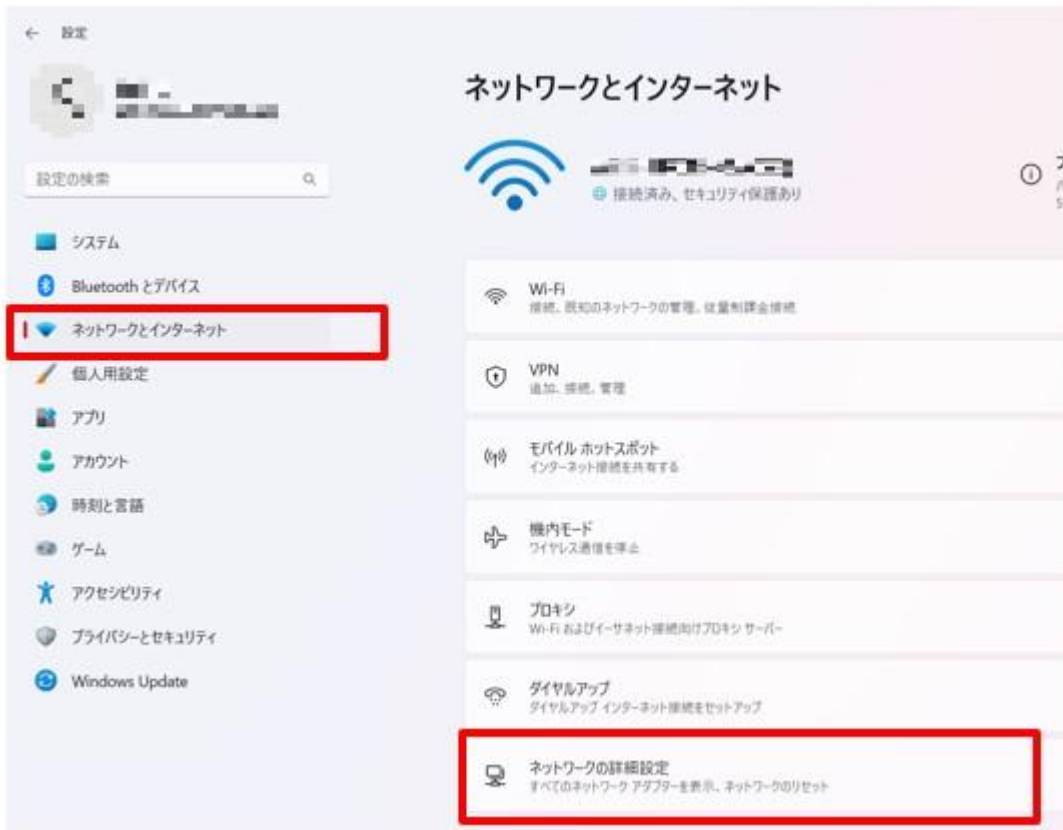 設定
ネットワークとインターネット
接続済み、セキュリティ保護あり
設定の検索
システム
Bluetooth とデバイス
ネットワークとインターネット
個人用設定
アプリ
アカウント
時刻と言語
ゲーム
アクセシビリティ
プライバシーとセキュリティ
Windows Update
Wi-Fi
接続、既知のネットワークの管理、従量制課金接続
VPN
追加、接続、管理
モバイル ホットスポット
インターネット接続を共有する
機内モード
ワイヤレス通信を停止
プロキシ
Wi-Fi およびイーサネット接続向けプロキシ サーバー
ダイヤルアップ
ダイヤルアップ インターネット接続をセットアップ
ネットワークの詳細設定
すべてのネットワーク アダプターを表示、ネットワークのリセット